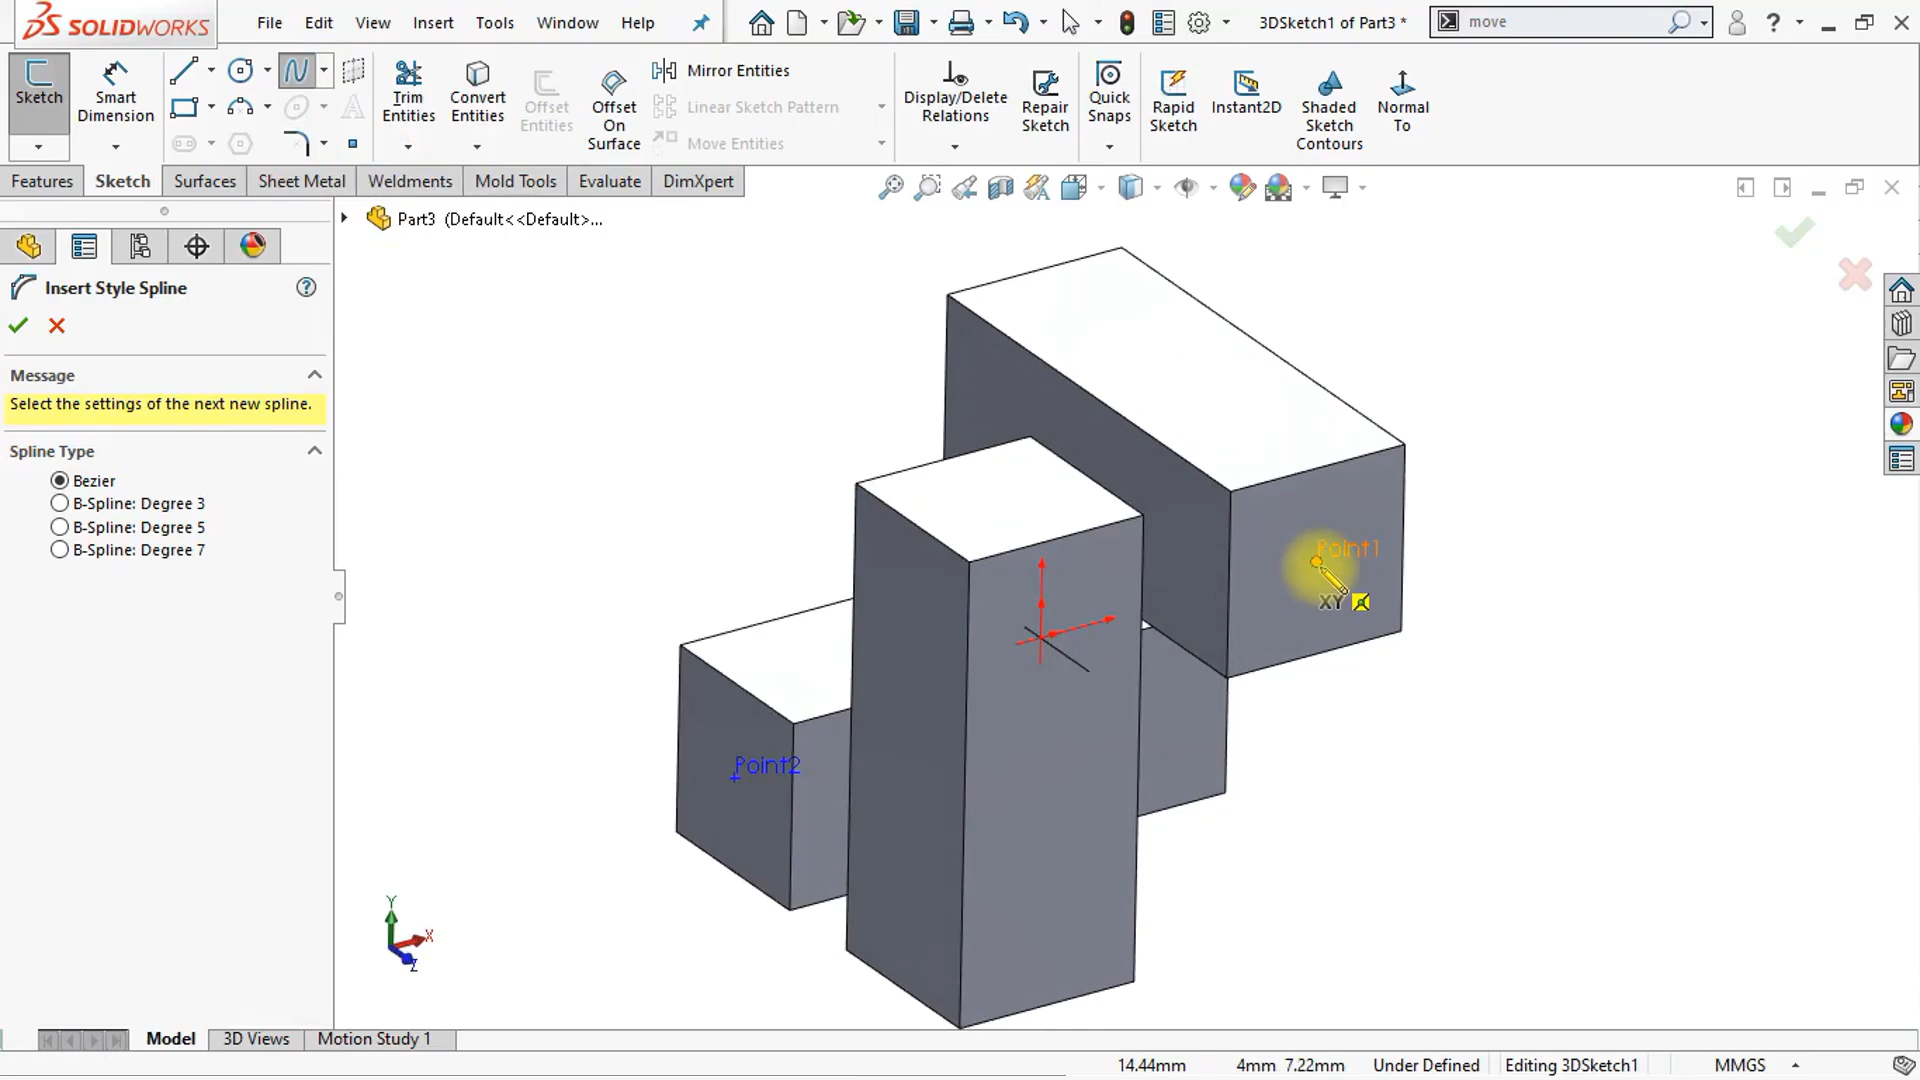 SOLIDWORKS
File Edit View Insert Tools Window Help
3DSketch1 of Part3 *
move
Sketch
Smart Dimension
Trim Entities
Convert Entities
Offset Entities
Offset On Surface
Mirror Entities
Linear Sketch Pattern
Move Entities
Display/Delete Relations
Repair Sketch
Quick Snaps
Rapid Sketch
Instant2D
Shaded Sketch Contours
Normal To
Features Sketch Surfaces Sheet Metal Weldments Mold Tools Evaluate DimXpert
Part3 (Default<<Default>...
Insert Style Spline
Message
Select the settings of the next new spline.
Spline Type
Bezier
B-Spline: Degree 3
B-Spline: Degree 5
B-Spline: Degree 7
Point1
XY
Point2
Y
X
Z
Model 3D Views Motion Study 1
14.44mm 4mm 7.22mm Under Defined Editing 3DSketch1 MMGS